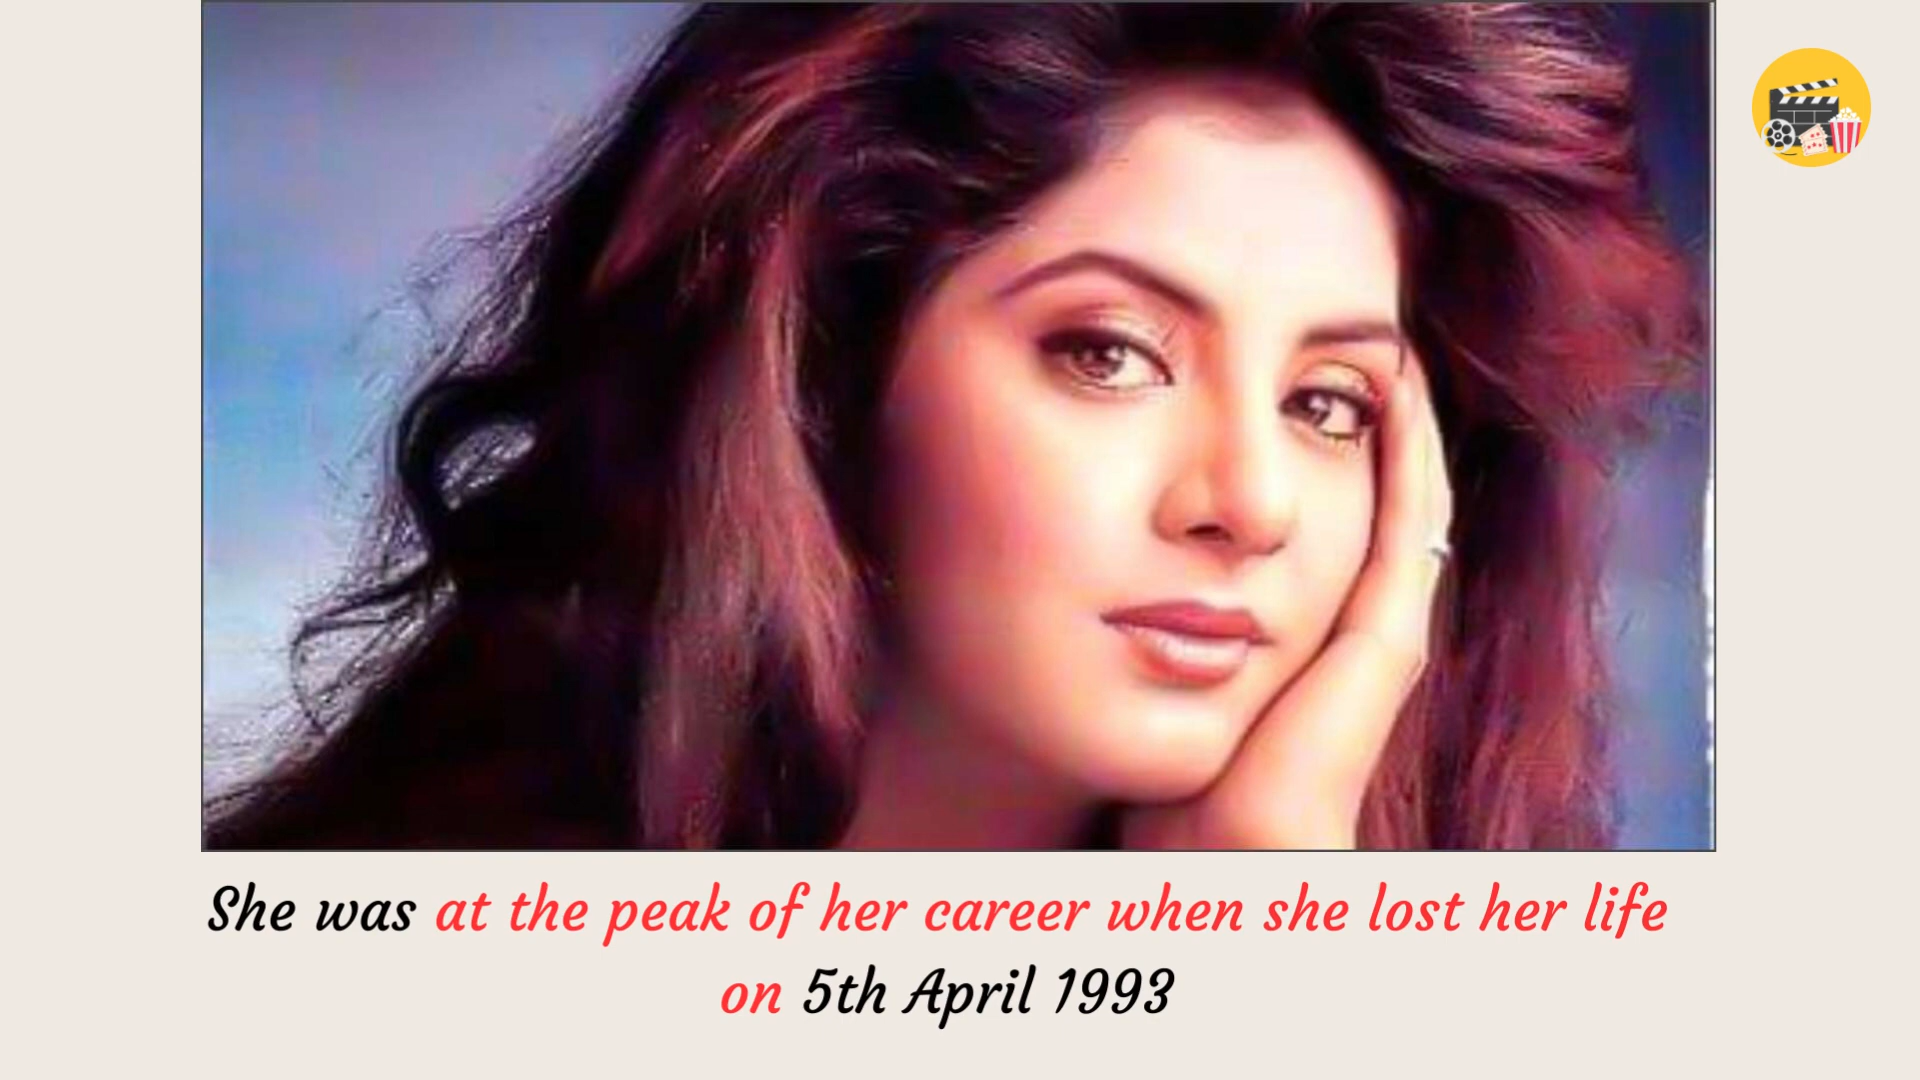 She was at the peak of her career when she lost her life
on 5th April 1993